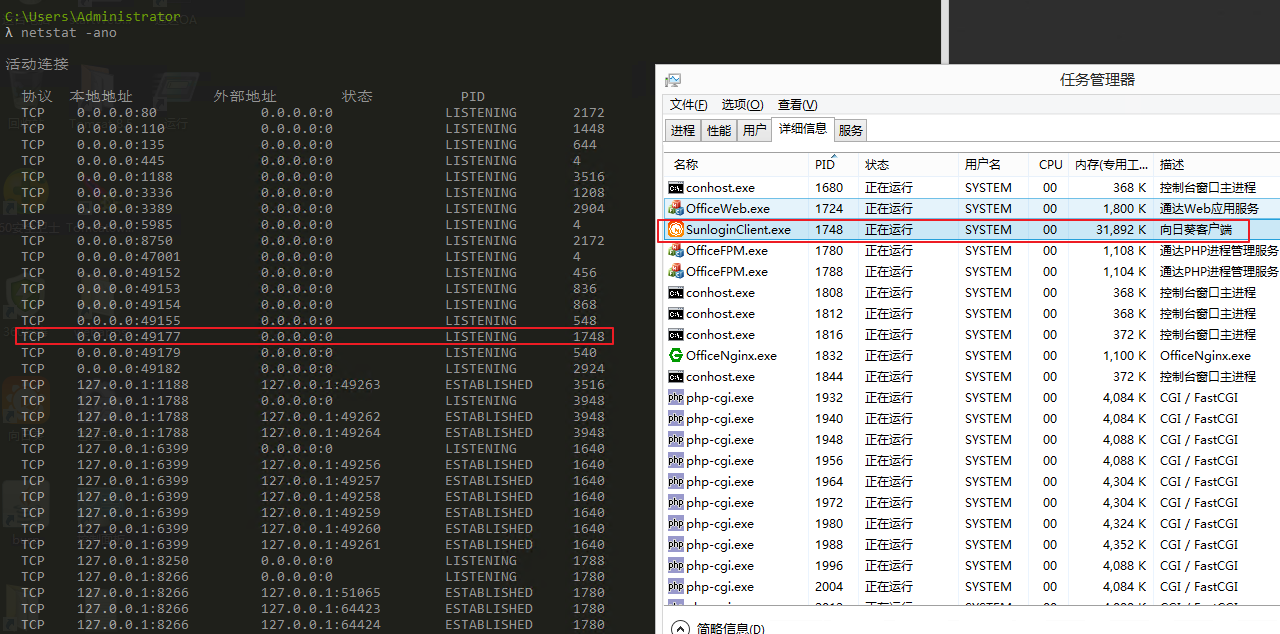 C:\Users\Administrator
λ netstat -ano
活动连接
协议 本地地址 外部地址 状态 PID
TCP 0.0.0.0:80 0.0.0.0:0 LISTENING 2172
TCP 0.0.0.0:110 0.0.0.0:0 LISTENING 1448
TCP 0.0.0.0:135 0.0.0.0:0 LISTENING 644
TCP 0.0.0.0:445 0.0.0.0:0 LISTENING 4
TCP 0.0.0.0:1188 0.0.0.0:0 LISTENING 3516
TCP 0.0.0.0:3336 0.0.0.0:0 LISTENING 1208
TCP 0.0.0.0:3389 0.0.0.0:0 LISTENING 2904
TCP 0.0.0.0:5985 0.0.0.0:0 LISTENING 4
TCP 0.0.0.0:8750 0.0.0.0:0 LISTENING 2172
TCP 0.0.0.0:47001 0.0.0.0:0 LISTENING 4
TCP 0.0.0.0:49152 0.0.0.0:0 LISTENING 456
TCP 0.0.0.0:49153 0.0.0.0:0 LISTENING 836
TCP 0.0.0.0:49154 0.0.0.0:0 LISTENING 868
TCP 0.0.0.0:49155 0.0.0.0:0 LISTENING 548
TCP 0.0.0.0:49177 0.0.0.0:0 LISTENING 1748
TCP 0.0.0.0:49179 0.0.0.0:0 LISTENING 540
TCP 0.0.0.0:49182 0.0.0.0:0 LISTENING 2924
TCP 127.0.0.1:1188 127.0.0.1:49263 ESTABLISHED 3516
TCP 127.0.0.1:1788 0.0.0.0:0 LISTENING 3948
TCP 127.0.0.1:1788 127.0.0.1:49262 ESTABLISHED 3948
TCP 127.0.0.1:1788 127.0.0.1:49264 ESTABLISHED 3948
TCP 127.0.0.1:6399 0.0.0.0:0 LISTENING 1640
TCP 127.0.0.1:6399 127.0.0.1:49256 ESTABLISHED 1640
TCP 127.0.0.1:6399 127.0.0.1:49257 ESTABLISHED 1640
TCP 127.0.0.1:6399 127.0.0.1:49258 ESTABLISHED 1640
TCP 127.0.0.1:6399 127.0.0.1:49259 ESTABLISHED 1640
TCP 127.0.0.1:6399 127.0.0.1:49260 ESTABLISHED 1640
TCP 127.0.0.1:6399 127.0.0.1:49261 ESTABLISHED 1640
TCP 127.0.0.1:8250 0.0.0.0:0 LISTENING 1788
TCP 127.0.0.1:8266 0.0.0.0:0 LISTENING 1780
TCP 127.0.0.1:8266 127.0.0.1:51065 ESTABLISHED 1780
TCP 127.0.0.1:8266 127.0.0.1:64423 ESTABLISHED 1780
TCP 127.0.0.1:8266 127.0.0.1:64424 ESTABLISHED 1780
任务管理器
文件(F) 选项(O) 查看(V)
进程 性能 用户 详细信息 服务
名称 PID 状态 用户名 CPU 内存(专用工... 描述
conhost.exe 1680 正在运行 SYSTEM 00 368 K 控制台窗口主进程
OfficeWeb.exe 1724 正在运行 SYSTEM 00 1,800 K 通达Web应用服务
SunloginClient.exe 1748 正在运行 SYSTEM 00 31,892 K 向日葵客户端
OfficeFPM.exe 1780 正在运行 SYSTEM 00 1,108 K 通达PHP进程管理服务
OfficeFPM.exe 1788 正在运行 SYSTEM 00 1,104 K 通达PHP进程管理服务
conhost.exe 1808 正在运行 SYSTEM 00 368 K 控制台窗口主进程
conhost.exe 1812 正在运行 SYSTEM 00 368 K 控制台窗口主进程
conhost.exe 1816 正在运行 SYSTEM 00 372 K 控制台窗口主进程
OfficeNginx.exe 1832 正在运行 SYSTEM 00 1,100 K OfficeNginx.exe
conhost.exe 1844 正在运行 SYSTEM 00 372 K 控制台窗口主进程
php-cgi.exe 1932 正在运行 SYSTEM 00 4,084 K CGI / FastCGI
php-cgi.exe 1940 正在运行 SYSTEM 00 4,084 K CGI / FastCGI
php-cgi.exe 1948 正在运行 SYSTEM 00 4,088 K CGI / FastCGI
php-cgi.exe 1956 正在运行 SYSTEM 00 4,088 K CGI / FastCGI
php-cgi.exe 1964 正在运行 SYSTEM 00 4,304 K CGI / FastCGI
php-cgi.exe 1972 正在运行 SYSTEM 00 4,304 K CGI / FastCGI
php-cgi.exe 1980 正在运行 SYSTEM 00 4,324 K CGI / FastCGI
php-cgi.exe 1988 正在运行 SYSTEM 00 4,352 K CGI / FastCGI
php-cgi.exe 1996 正在运行 SYSTEM 00 4,088 K CGI / FastCGI
php-cgi.exe 2004 正在运行 SYSTEM 00 4,084 K CGI / FastCGI
简略信息(D)